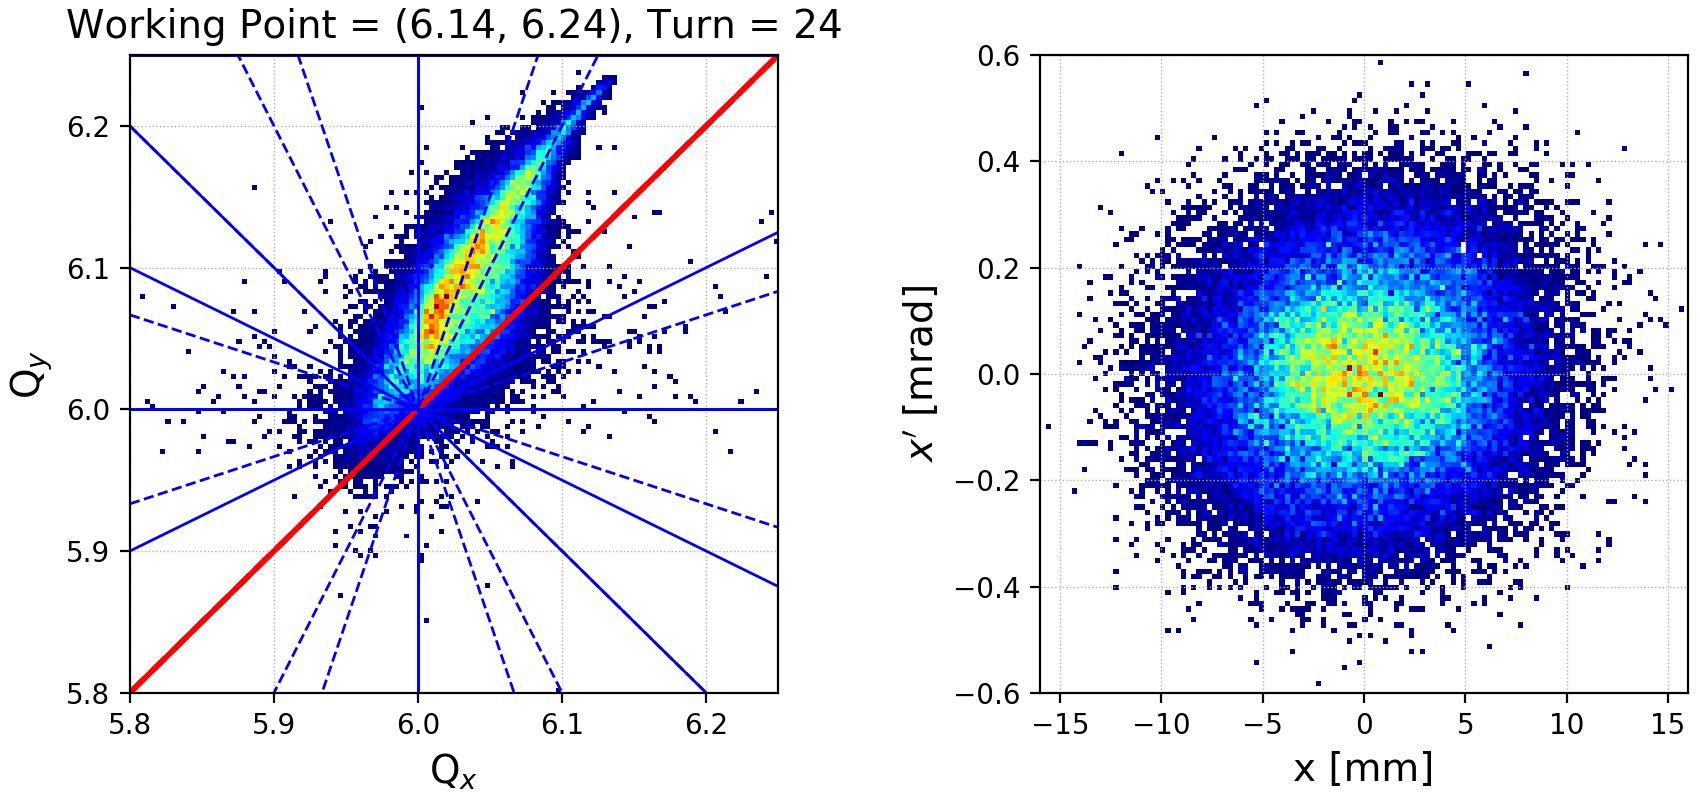 Working Point = (6.14, 6.24), Turn = 24
6.2
6.1
6.0
5.9
5.8
Q_y
5.8 5.9 6.0 6.1 6.2
Q_x
0.6
0.4
0.2
0.0
−0.2
−0.4
−0.6
x′ [mrad]
−15 −10 −5 0 5 10 15
x [mm]